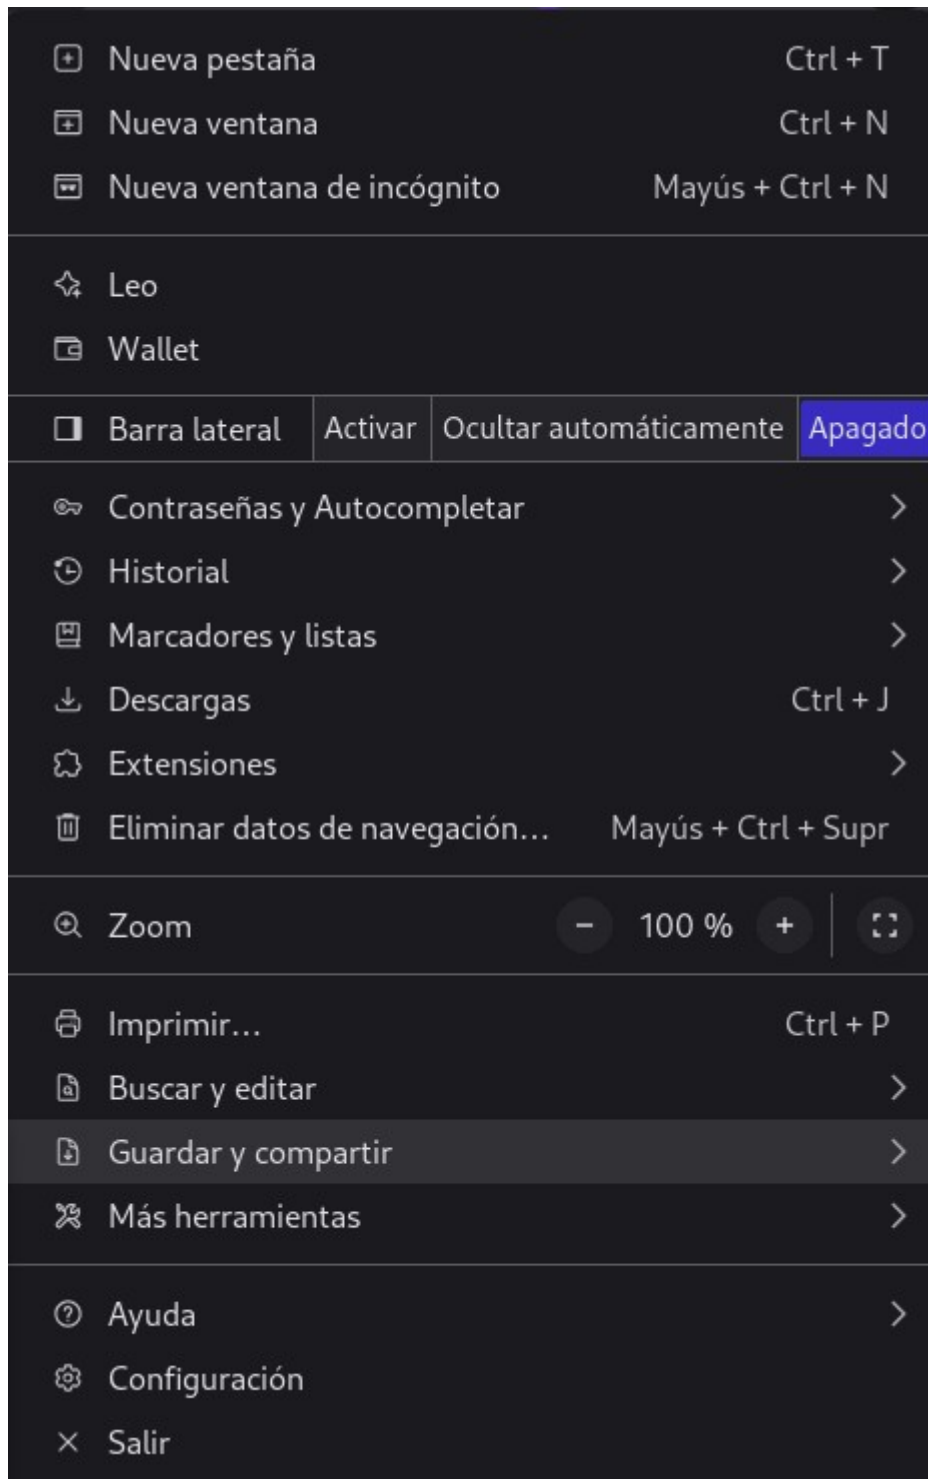 Nueva pestaña Ctrl + T
Nueva ventana Ctrl + N
Nueva ventana de incógnito Mayús + Ctrl + N
Leo
Wallet
Barra lateral Activar Ocultar automáticamente Apagado
Contraseñas y Autocompletar
Historial
Marcadores y listas
Descargas Ctrl + J
Extensiones
Eliminar datos de navegación... Mayús + Ctrl + Supr
Zoom − 100 % +
Imprimir... Ctrl + P
Buscar y editar
Guardar y compartir
Más herramientas
Ayuda
Configuración
Salir